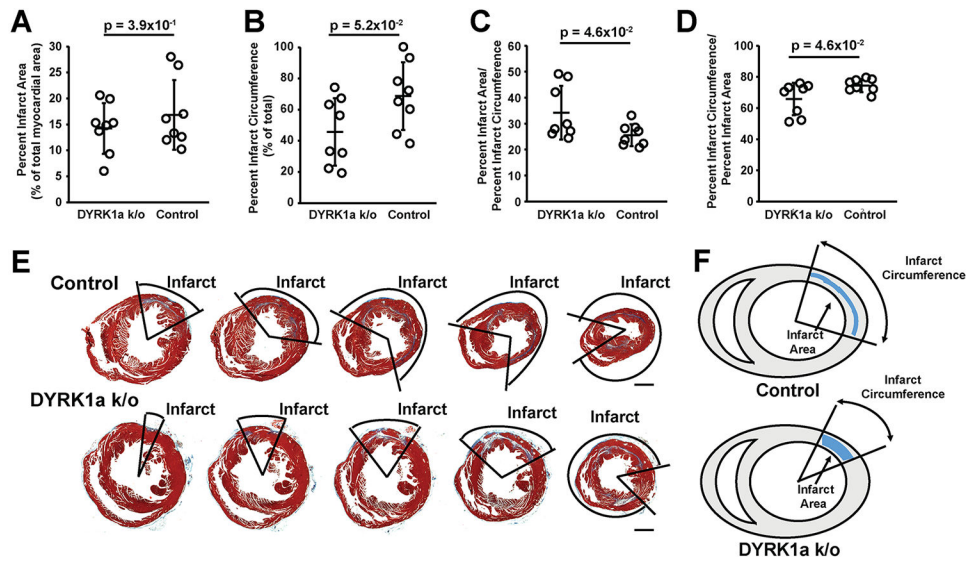 A
p = 3.9x10⁻¹
Percent Infarct Area
(% of total myocardial area)
30
25
20
15
10
5
0
DYRK1a k/o
Control
B
p = 5.2x10⁻²
Percent Infarct Circumference
(% of total)
100
80
60
40
20
0
DYRK1a k/o
Control
C
p = 4.6x10⁻²
Percent Infarct Area/
Percent Infarct Circumference
60
50
40
30
20
10
0
DYRK1a k/o
Control
D
p = 4.6x10⁻²
Percent Infarct Circumference/
Percent Infarct Area
100
80
60
40
20
0
DYRK1a k/o
Control
E
Control
Infarct
Infarct
Infarct
Infarct
Infarct
DYRK1a k/o
Infarct
Infarct
Infarct
Infarct
Infarct
F
Infarct
Circumference
Infarct
Area
Control
Infarct
Circumference
Infarct
Area
DYRK1a k/o